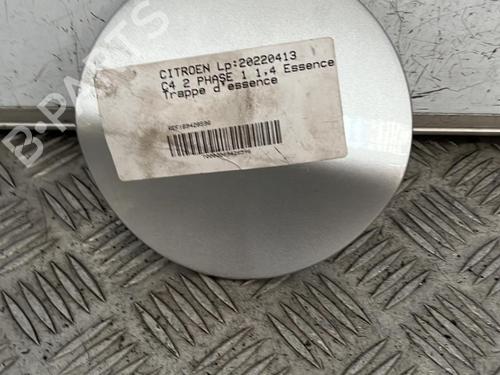 B-PARTS
CITROEN Lp:20220413
C4 2 PHASE 1 1,4 Essence
Trappe d'essence